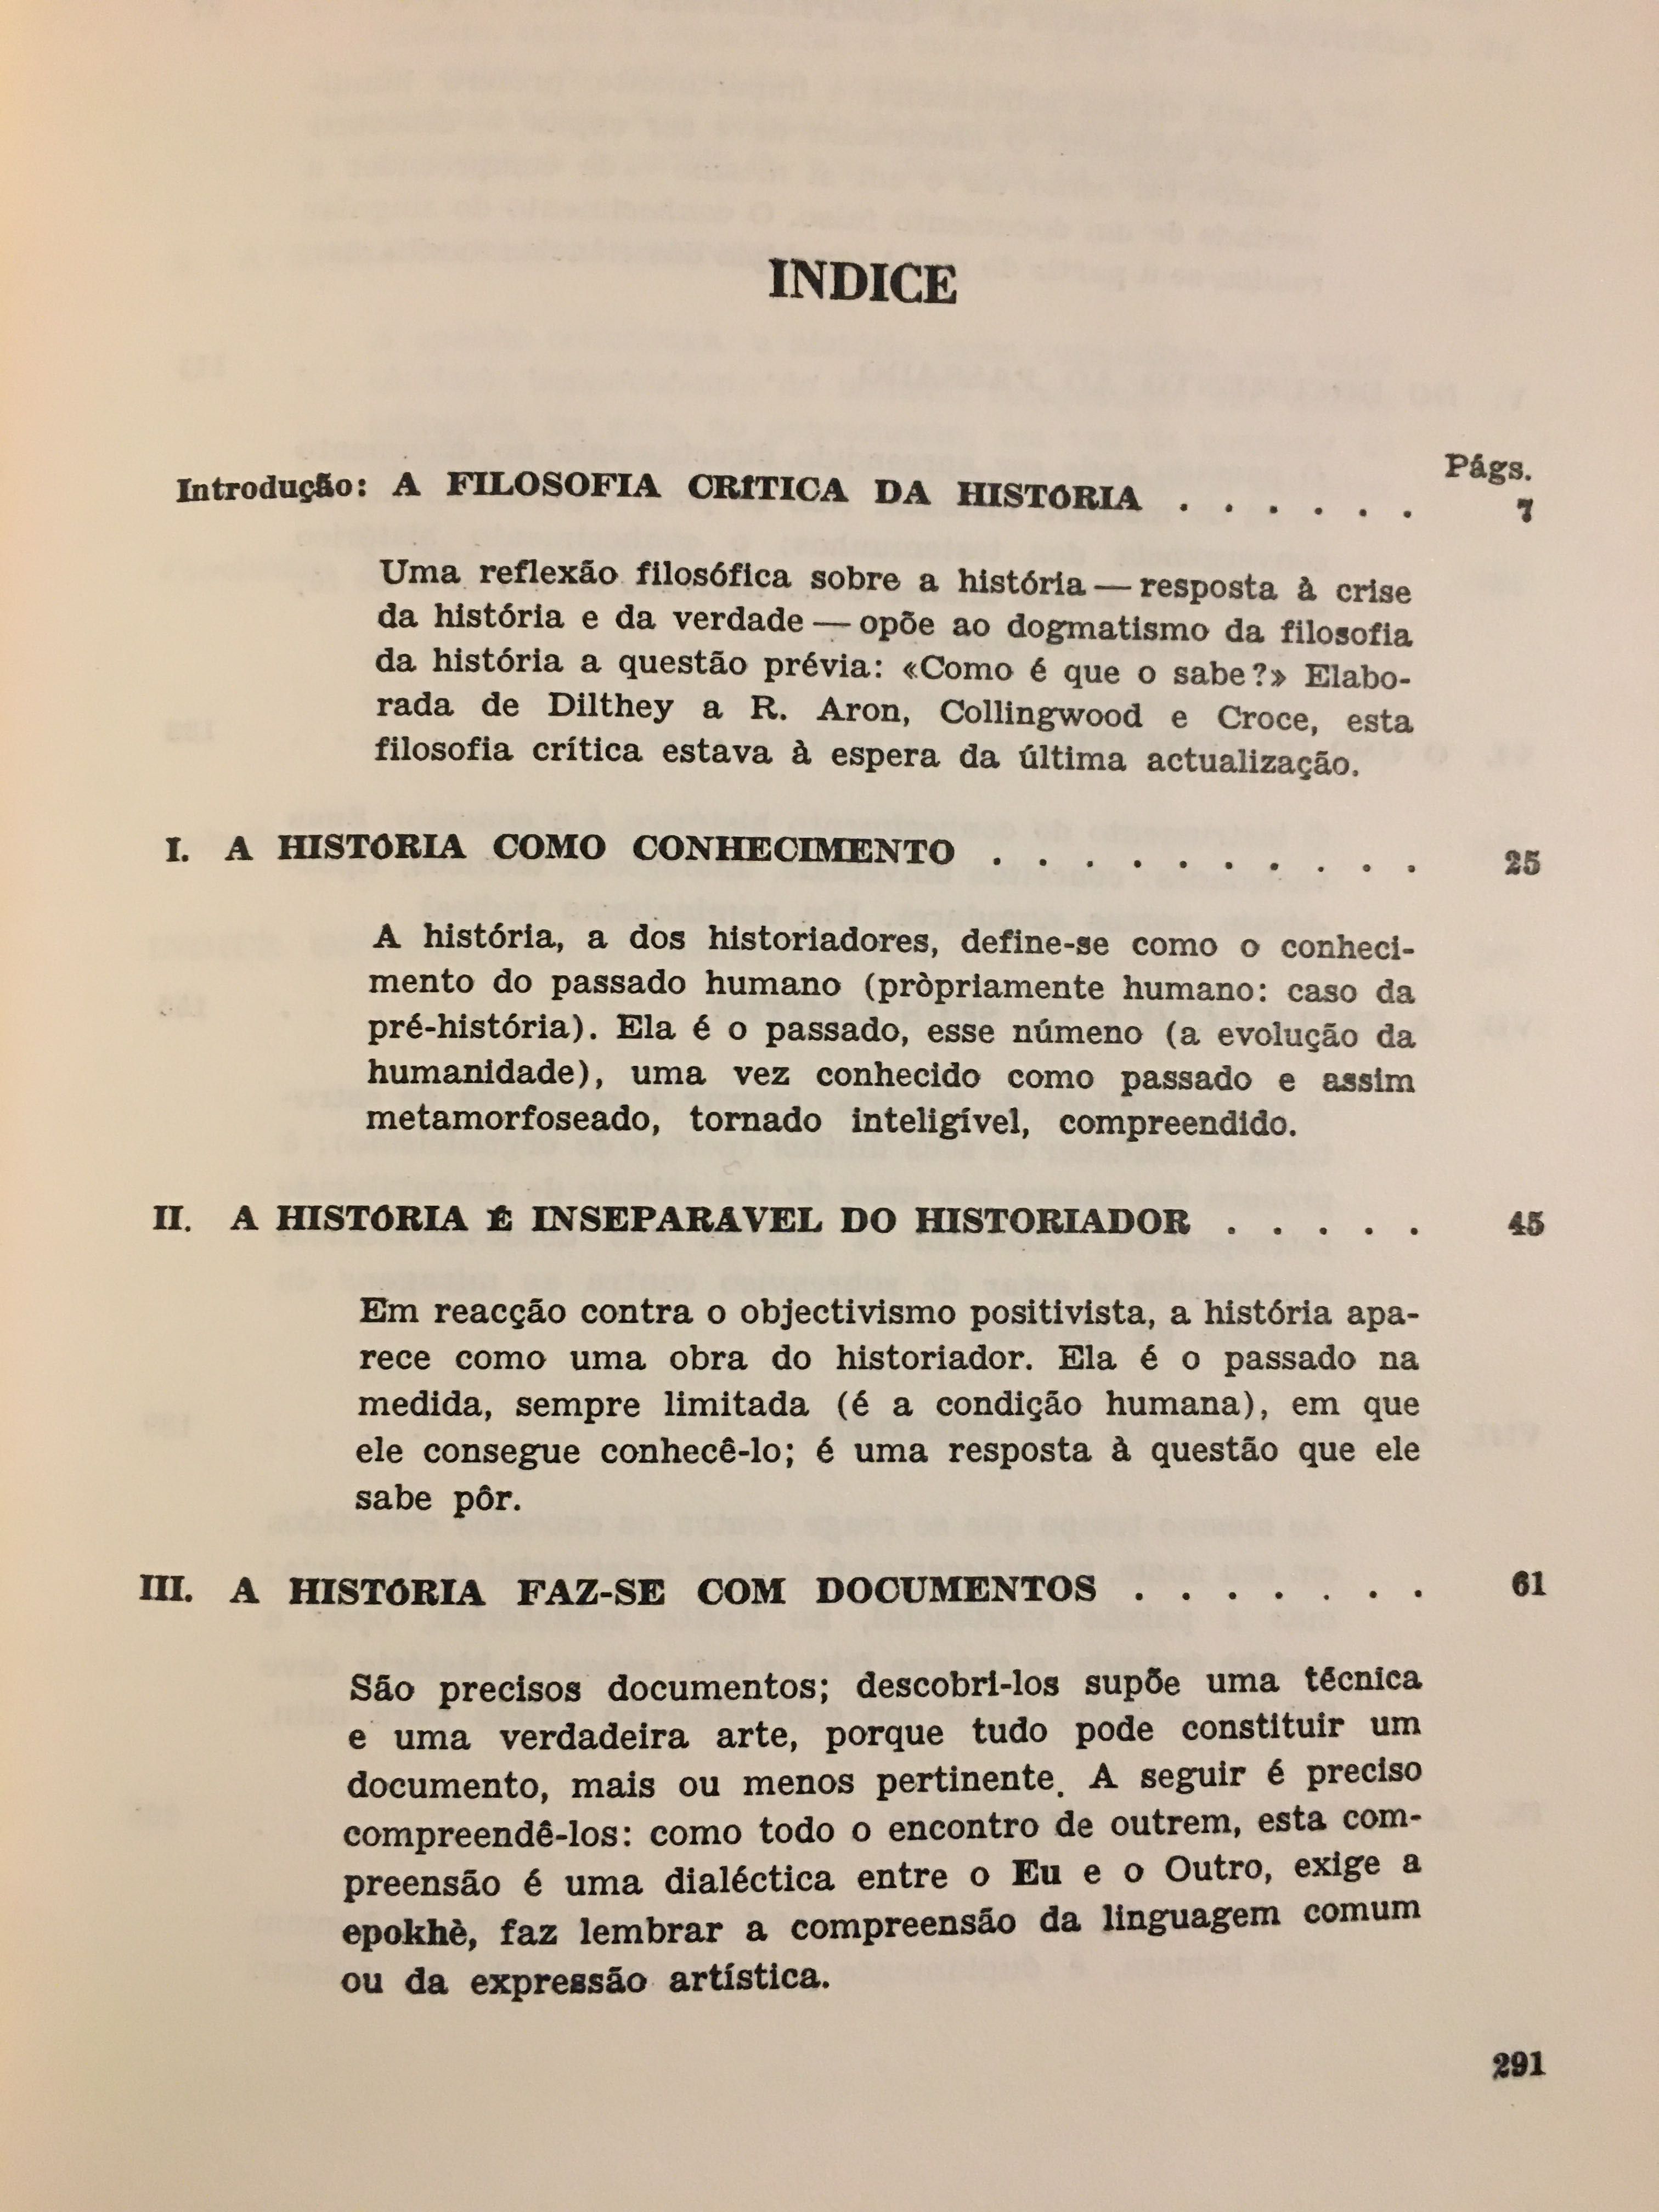 INDICE
Págs.
Introdução: A FILOSOFIA CRÍTICA DA HISTÓRIA . . . . . . 7
Uma reflexão filosófica sobre a história — resposta à crise
da história e da verdade — opõe ao dogmatismo da filosofia
da história a questão prévia: «Como é que o sabe?» Elabo-
rada de Dilthey a R. Aron, Collingwood e Croce, esta
filosofia crítica estava à espera da última actualização.
I. A HISTÓRIA COMO CONHECIMENTO . . . . . . . . . . 25
A história, a dos historiadores, define-se como o conheci-
mento do passado humano (pròpriamente humano: caso da
pré-história). Ela é o passado, esse númeno (a evolução da
humanidade), uma vez conhecido como passado e assim
metamorfoseado, tornado inteligível, compreendido.
II. A HISTÓRIA É INSEPARÁVEL DO HISTORIADOR . . . . . 45
Em reacção contra o objectivismo positivista, a história apa-
rece como uma obra do historiador. Ela é o passado na
medida, sempre limitada (é a condição humana), em que
ele consegue conhecê-lo; é uma resposta à questão que ele
sabe pôr.
III. A HISTÓRIA FAZ-SE COM DOCUMENTOS . . . . . . . 61
São precisos documentos; descobri-los supõe uma técnica
e uma verdadeira arte, porque tudo pode constituir um
documento, mais ou menos pertinente. A seguir é preciso
compreendê-los: como todo o encontro de outrem, esta com-
preensão é uma dialéctica entre o Eu e o Outro, exige a
epokhè, faz lembrar a compreensão da linguagem comum
ou da expressão artística.
291